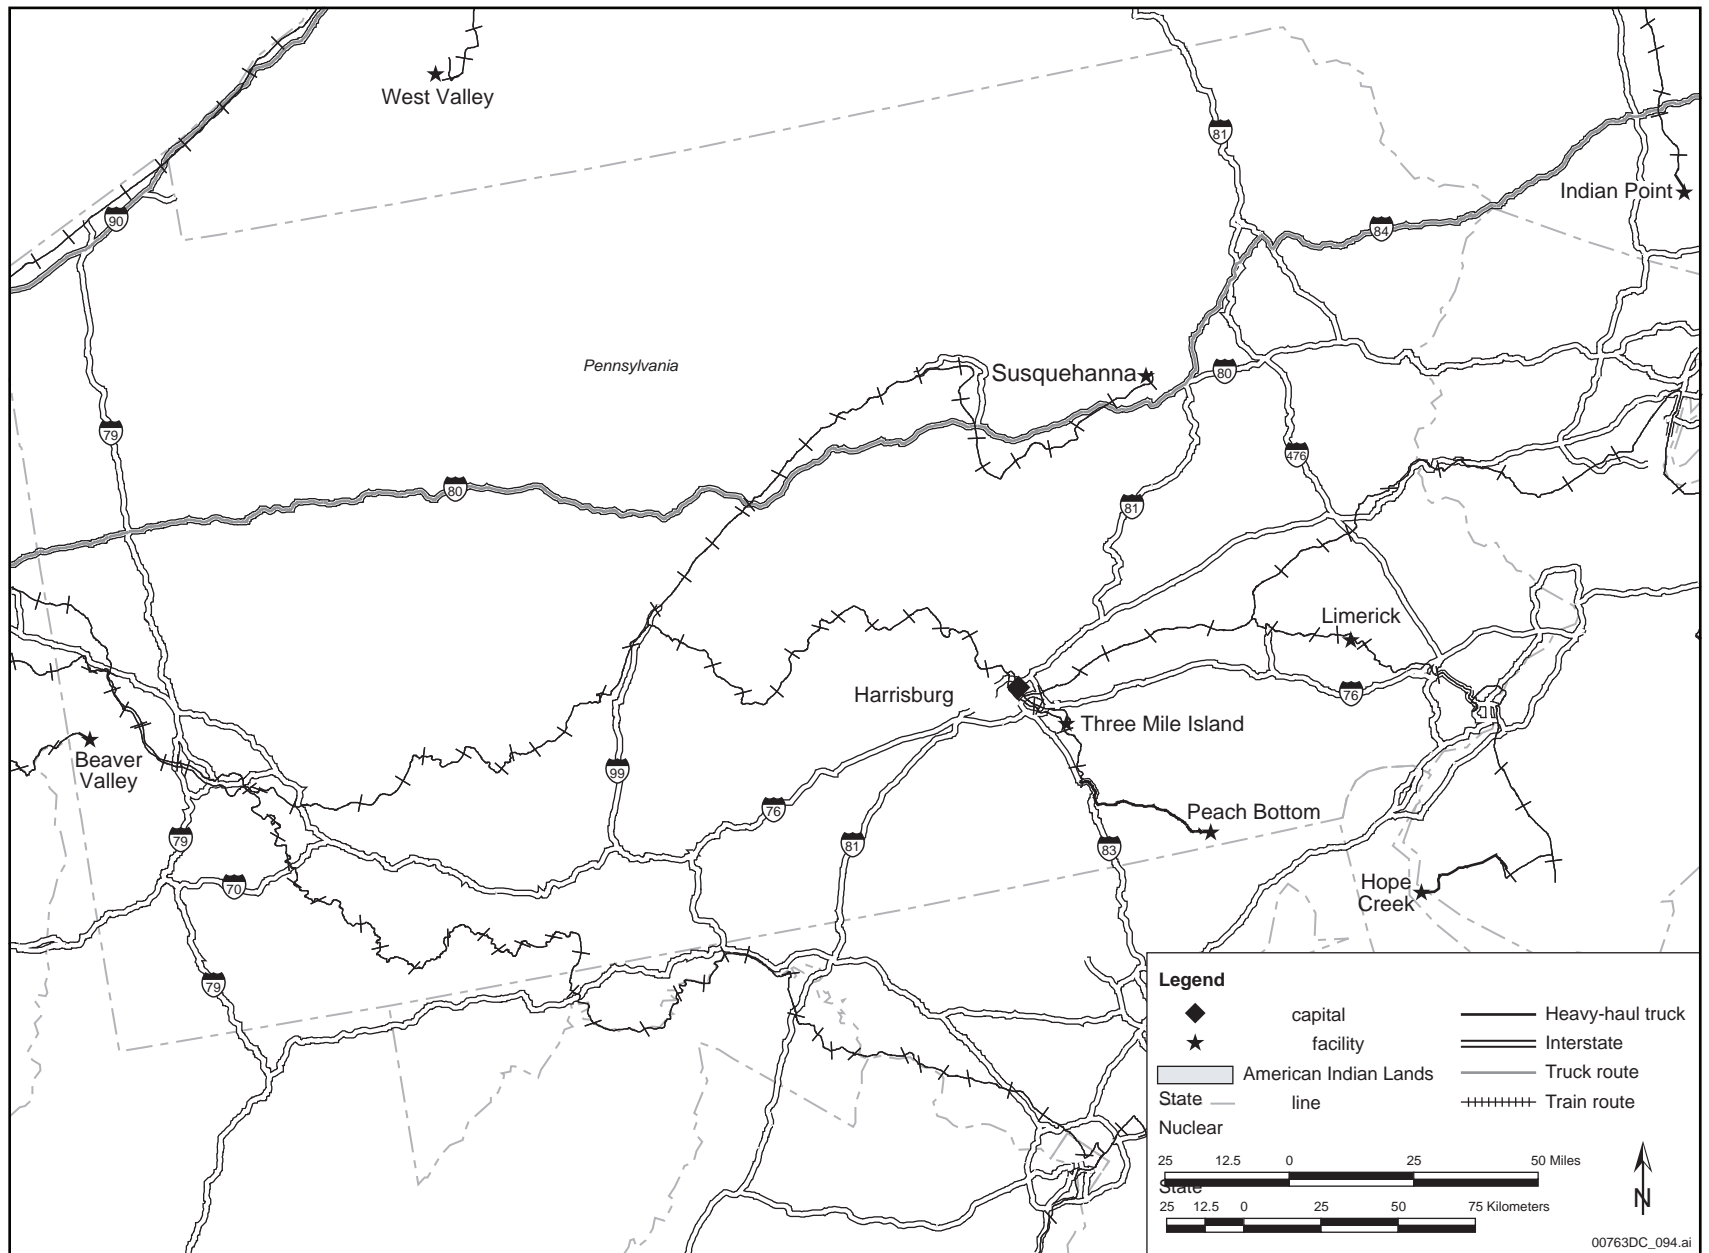 West Valley
81
Indian Point
90
84
Pennsylvania
Susquehanna
80
79
476
80
81
Limerick
76
Harrisburg
Three Mile Island
Beaver
Valley
99
76
Peach Bottom
79
81
83
70
Hope
Creek
79
Legend
capital
Heavy-haul truck
facility
Interstate
American Indian Lands
Truck route
State
line
Train route
Nuclear
25 12.5 0 25 50 Miles
State
25 12.5 0 25 50 75 Kilometers
N
00763DC_094.ai